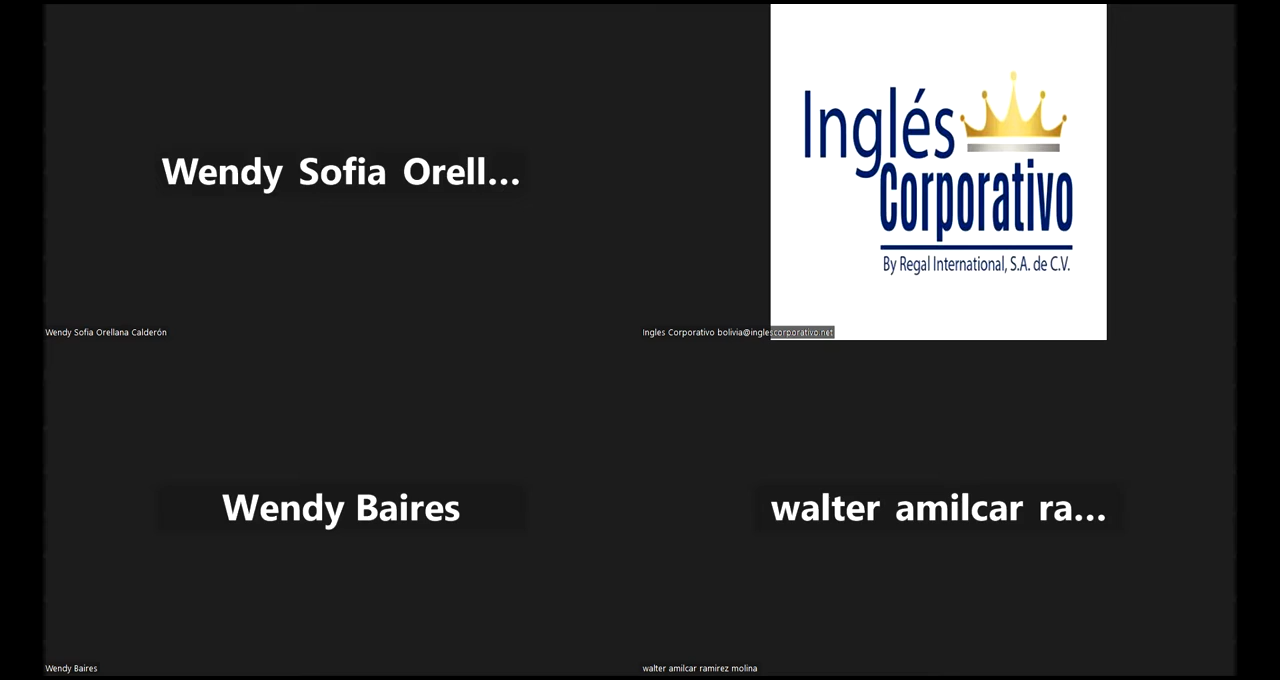 Wendy Sofia Orell...
Wendy Sofia Orellana Calderón
Inglés
Corporativo
By Regal International, S.A. de C.V.
Ingles Corporativo bolivia@inglescorporativo.net
Wendy Baires
Wendy Baires
walter amilcar ra...
walter amilcar ramirez molina